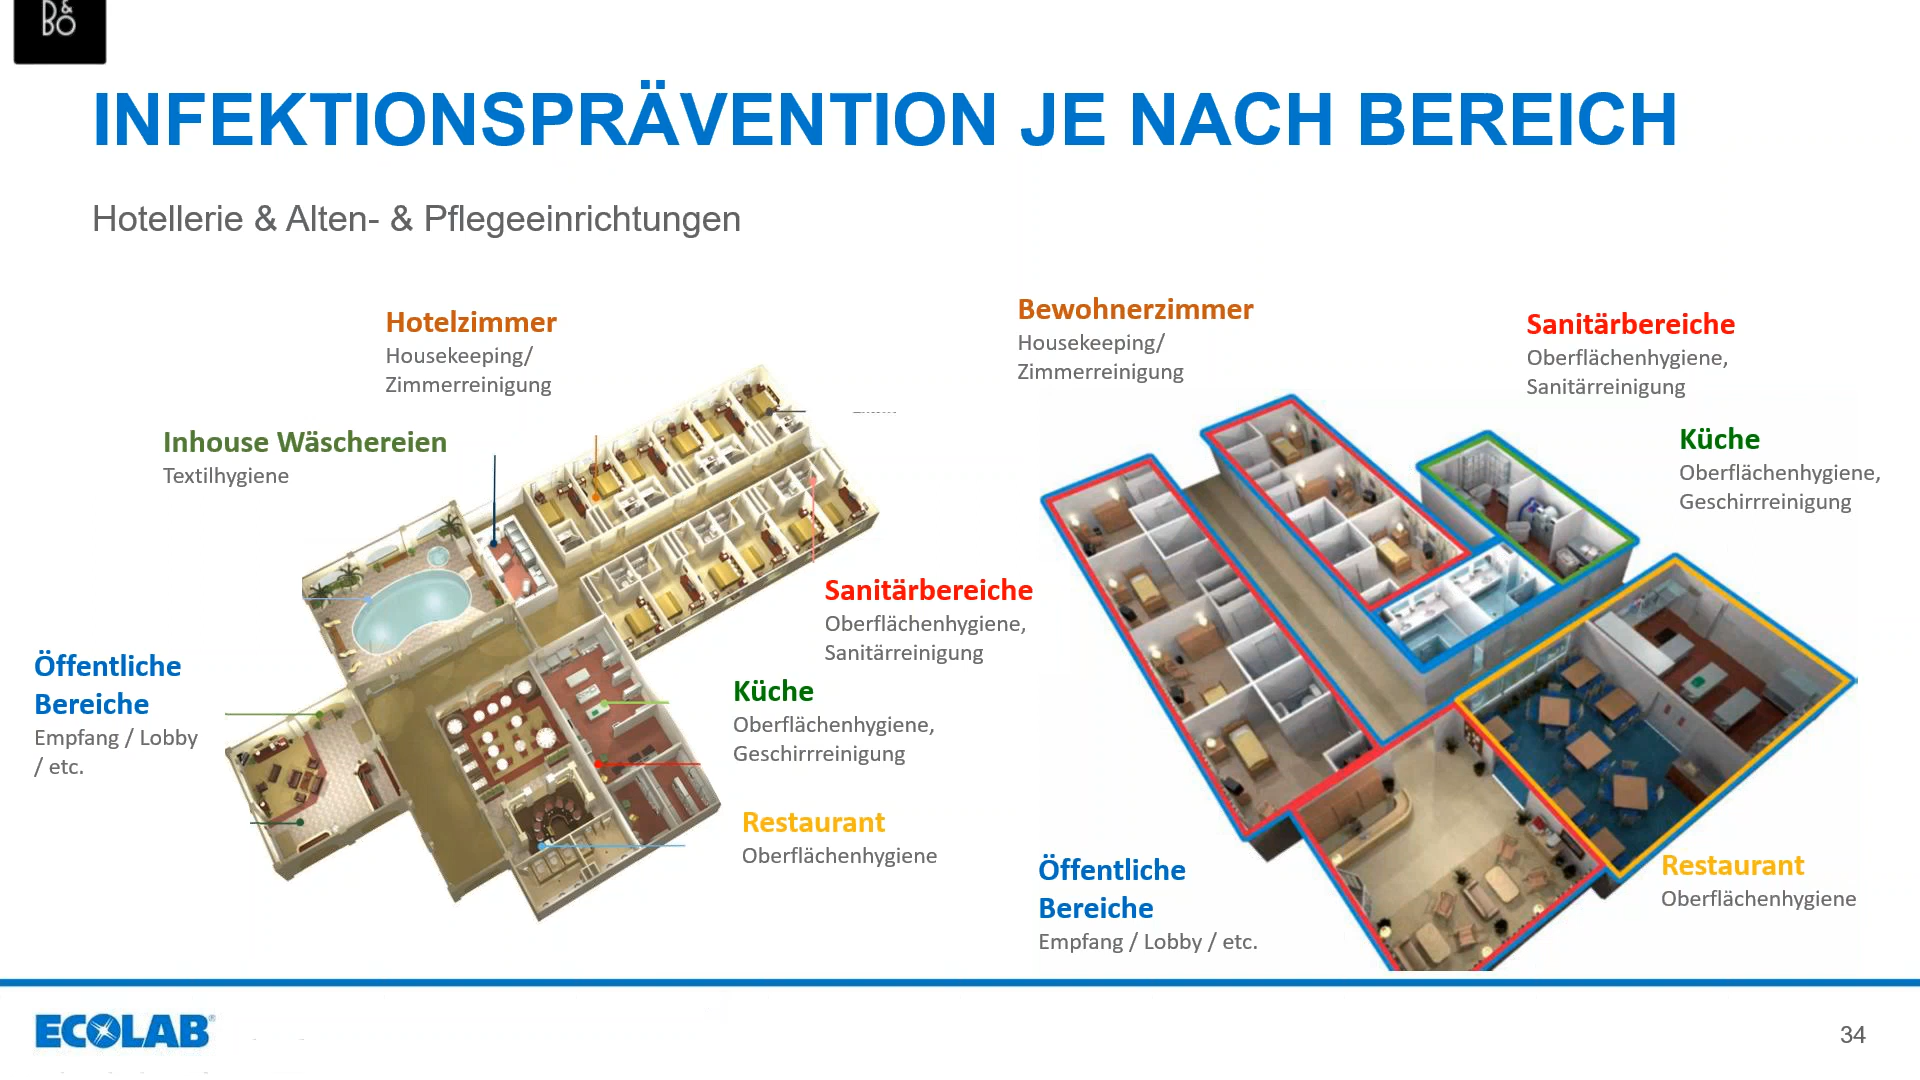 B&
BO
INFEKTIONSPRÄVENTION JE NACH BEREICH
Hotellerie & Alten- & Pflegeeinrichtungen
Hotelzimmer
Housekeeping/
Zimmerreinigung
Inhouse Wäschereien
Textilhygiene
Öffentliche
Bereiche
Empfang / Lobby
/ etc.
Sanitärbereiche
Oberflächenhygiene,
Sanitärreinigung
Küche
Oberflächenhygiene,
Geschirrreinigung
Restaurant
Oberflächenhygiene
Bewohnerzimmer
Housekeeping/
Zimmerreinigung
Sanitärbereiche
Oberflächenhygiene,
Sanitärreinigung
Küche
Oberflächenhygiene,
Geschirrreinigung
Öffentliche
Bereiche
Empfang / Lobby / etc.
Restaurant
Oberflächenhygiene
ECOLAB®
34